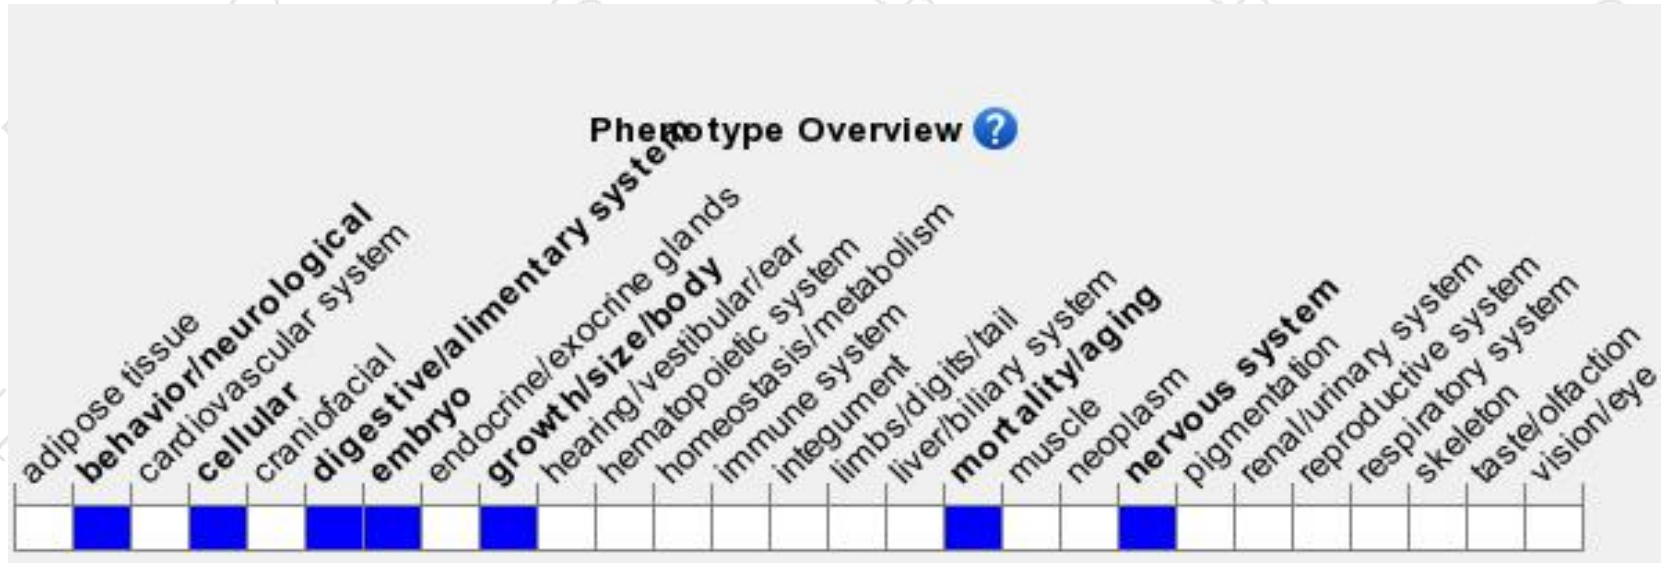 Phenotype Overview ?
adipose tissue
behavior/neurological
cardiovascular system
cellular
craniofacial
digestive/alimentary system
embryo
endocrine/exocrine glands
growth/size/body
hearing/vestibular/ear
hematopoietic system
homeostasis/metabolism
immune system
integument
limbs/digits/tail
liver/biliary system
mortality/aging
muscle
neoplasm
nervous system
pigmentation
renal/urinary system
reproductive system
respiratory system
skeleton
taste/olfaction
vision/eye